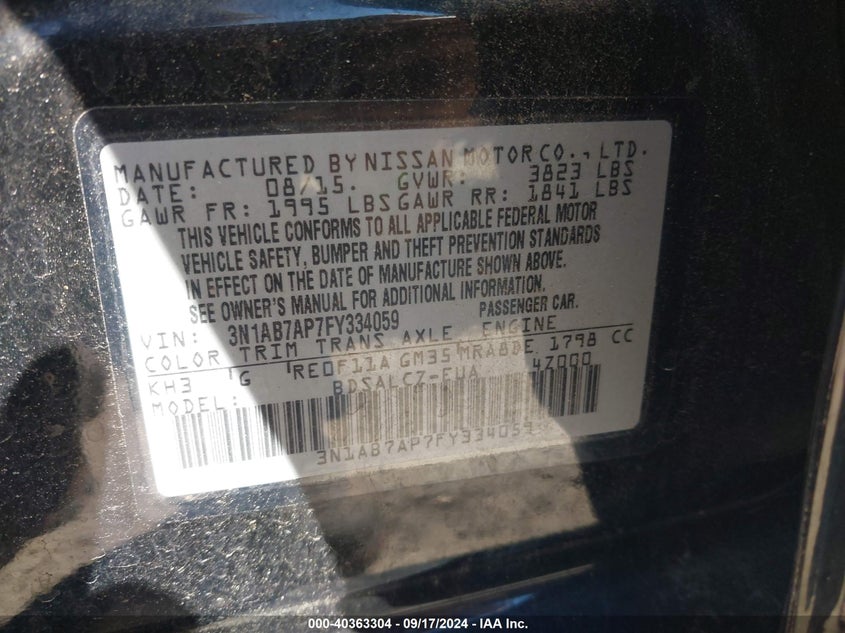 MANUFACTURED BY NISSAN MOTOR CO., LTD.
DATE: 08/15. GVWR: 3823 LBS
GAWR FR: 1995 LBS GAWR RR: 1841 LBS
THIS VEHICLE CONFORMS TO ALL APPLICABLE FEDERAL MOTOR
VEHICLE SAFETY, BUMPER AND THEFT PREVENTION STANDARDS
IN EFFECT ON THE DATE OF MANUFACTURE SHOWN ABOVE.
SEE OWNER'S MANUAL FOR ADDITIONAL INFORMATION.
VIN: 3N1AB7AP7FY334059 PASSENGER CAR.
COLOR TRIM TRANS AXLE ENGINE
KH3 G RE0F11A GM35 MRA8DE 1798 CC
MODEL: BDSALCZ-EUA 4Z000
3N1AB7AP7FY334059
000-40363304 - 09/17/2024 - IAA Inc.